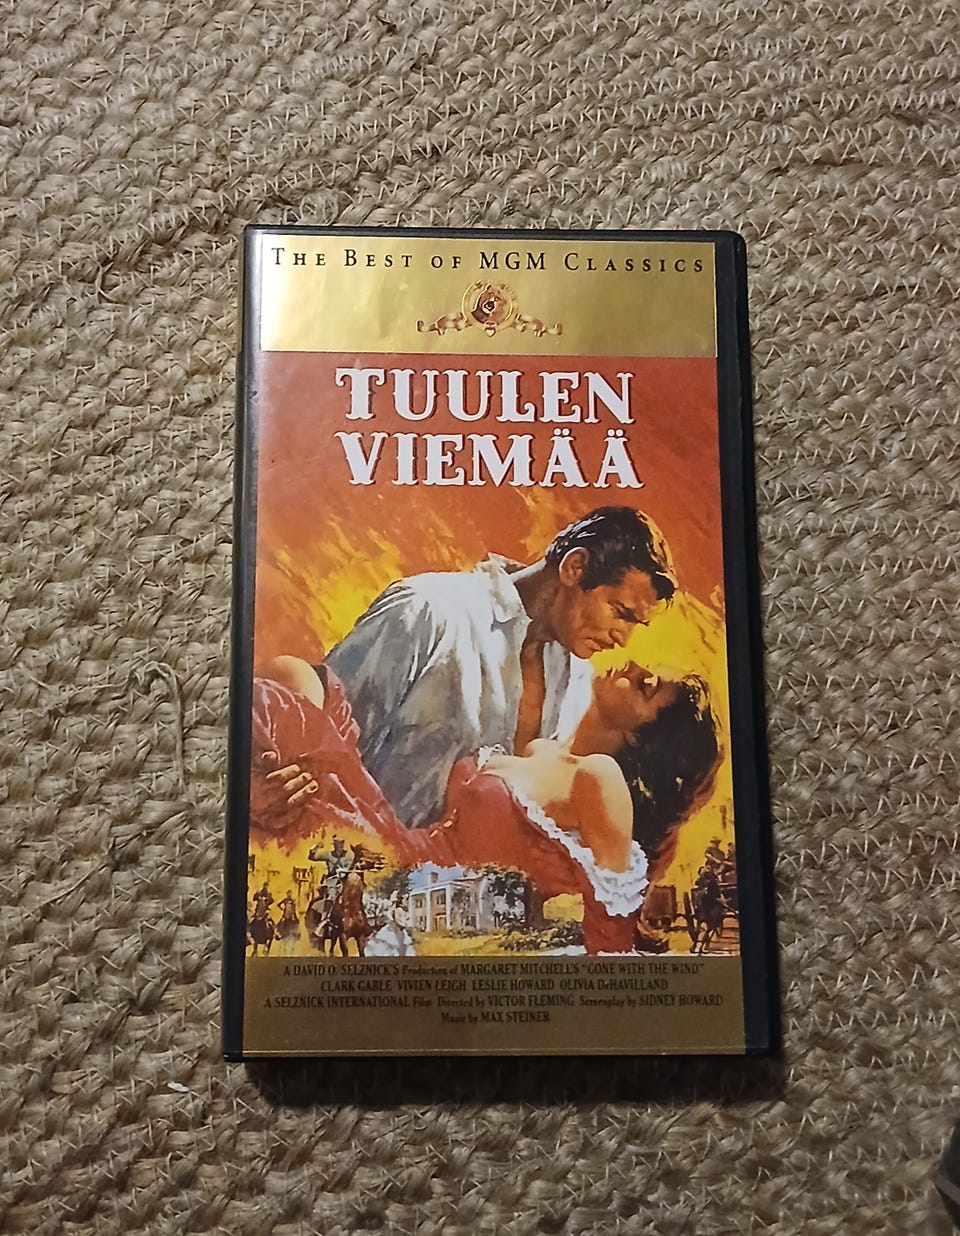 THE BEST OF MGM CLASSICS
TUULEN
VIEMÄÄ
A DAVID O. SELZNICK'S Production of MARGARET MITCHELL'S "GONE WITH THE WIND"
CLARK GABLE VIVIEN LEIGH LESLIE HOWARD OLIVIA DeHAVILLAND
A SELZNICK INTERNATIONAL Film Directed by VICTOR FLEMING Screenplay by SIDNEY HOWARD
Music by MAX STEINER